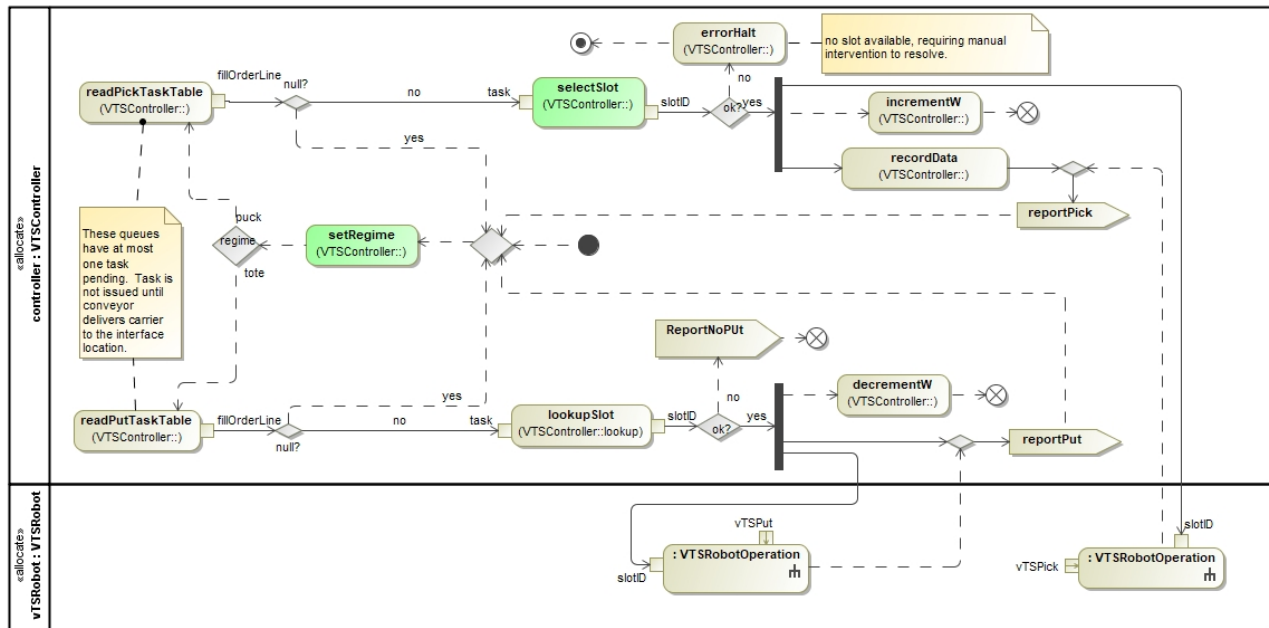 «allocate»
controller : VTSController
readPickTaskTable
(VTSController::)
fillOrderLine
null?
no
yes
task
selectSlot
(VTSController::)
slotID
ok?
no
yes
errorHalt
(VTSController::)
no slot available, requiring manual
intervention to resolve.
incrementW
(VTSController::)
recordData
(VTSController::)
reportPick
These queues
have at most
one task
pending. Task is
not issued until
conveyor
delivers carrier
to the interface
location.
puck
regime
tote
setRegime
(VTSController::)
readPutTaskTable
(VTSController::)
fillOrderLine
null?
yes
no
task
lookupSlot
(VTSController::lookup)
slotID
ok?
no
yes
ReportNoPUt
decrementW
(VTSController::)
reportPut
«allocate»
vTSRobot : VTSRobot
vTSPut
slotID
: VTSRobotOperation
vTSPick
slotID
: VTSRobotOperation